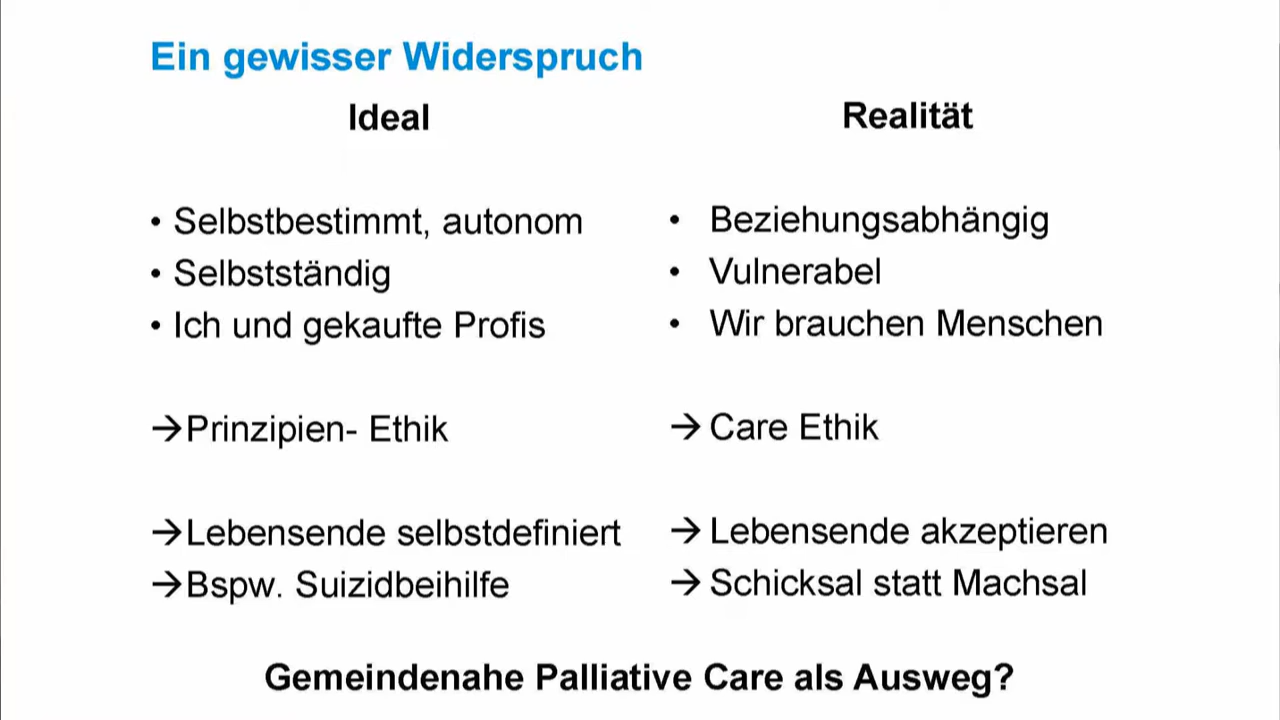 Ein gewisser Widerspruch
Ideal
• Selbstbestimmt, autonom
• Selbstständig
• Ich und gekaufte Profis
→Prinzipien- Ethik
→Lebensende selbstdefiniert
→Bspw. Suizidbeihilfe
Realität
• Beziehungsabhängig
• Vulnerabel
• Wir brauchen Menschen
→ Care Ethik
→ Lebensende akzeptieren
→ Schicksal statt Machsal
Gemeindenahe Palliative Care als Ausweg?